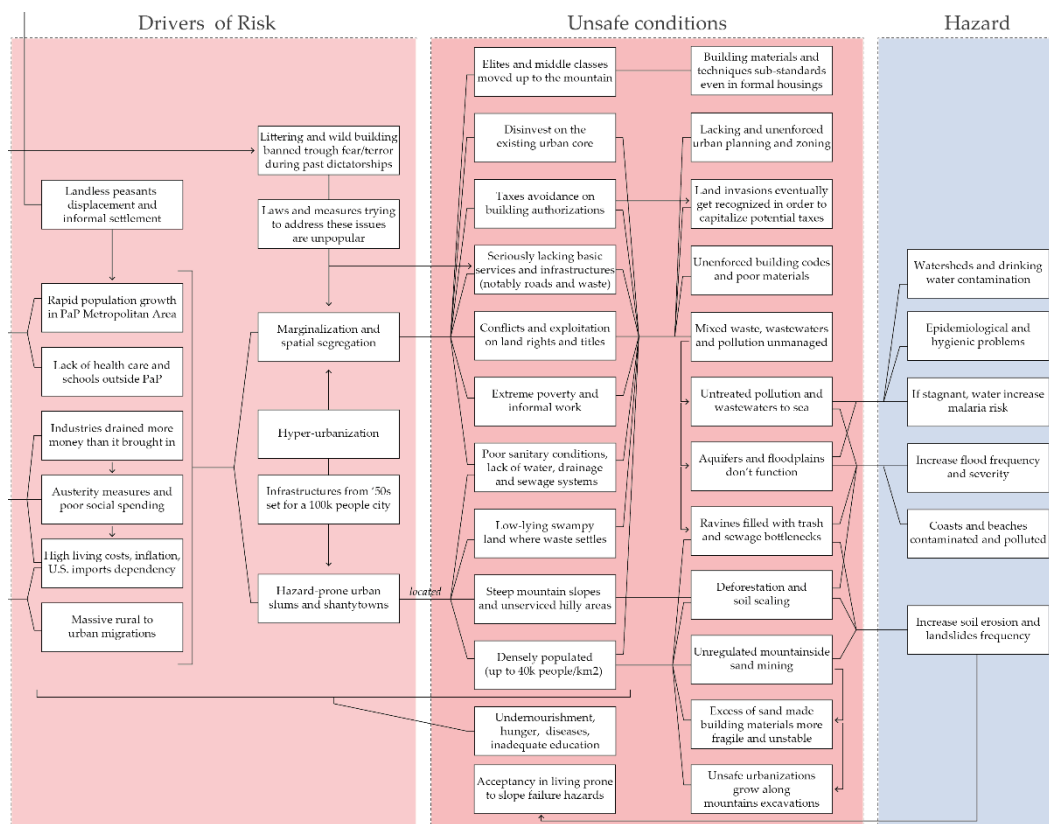 Drivers of Risk
Unsafe conditions
Hazard
Littering and wild building
banned trough fear/terror
during past dictatorships
Landless peasants
displacement and
informal settlement
Laws and measures trying
to address these issues
are unpopular
Rapid population growth
in PaP Metropolitan Area
Lack of health care and
schools outside PaP
Industries drained more
money than it brought in
Austerity measures and
poor social spending
High living costs, inflation,
U.S. imports dependency
Massive rural to
urban migrations
Marginalization and
spatial segregation
Hyper-urbanization
Infrastructures from '50s
set for a 100k people city
Hazard-prone urban
slums and shantytowns
located
Elites and middle classes
moved up to the mountain
Disinvest on the
existing urban core
Taxes avoidance on
building authorizations
Seriously lacking basic
services and infrastructures
(notably roads and waste)
Conflicts and exploitation
on land rights and titles
Extreme poverty and
informal work
Poor sanitary conditions,
lack of water, drainage
and sewage systems
Low-lying swampy
land where waste settles
Steep mountain slopes
and unserviced hilly areas
Densely populated
(up to 40k people/km2)
Undernourishment,
hunger, diseases,
inadequate education
Acceptancy in living prone
to slope failure hazards
Building materials and
techniques sub-standards
even in formal housings
Lacking and unenforced
urban planning and zoning
Land invasions eventually
get recognized in order to
capitalize potential taxes
Unenforced building codes
and poor materials
Mixed waste, wastewaters
and pollution unmanaged
Untreated pollution and
wastewaters to sea
Aquifers and floodplains
don't function
Ravines filled with trash
and sewage bottlenecks
Deforestation and
soil sealing
Unregulated mountainside
sand mining
Excess of sand made
building materials more
fragile and unstable
Unsafe urbanizations
grow along
mountains excavations
Watersheds and drinking
water contamination
Epidemiological and
hygienic problems
If stagnant, water increase
malaria risk
Increase flood frequency
and severity
Coasts and beaches
contaminated and polluted
Increase soil erosion and
landslides frequency